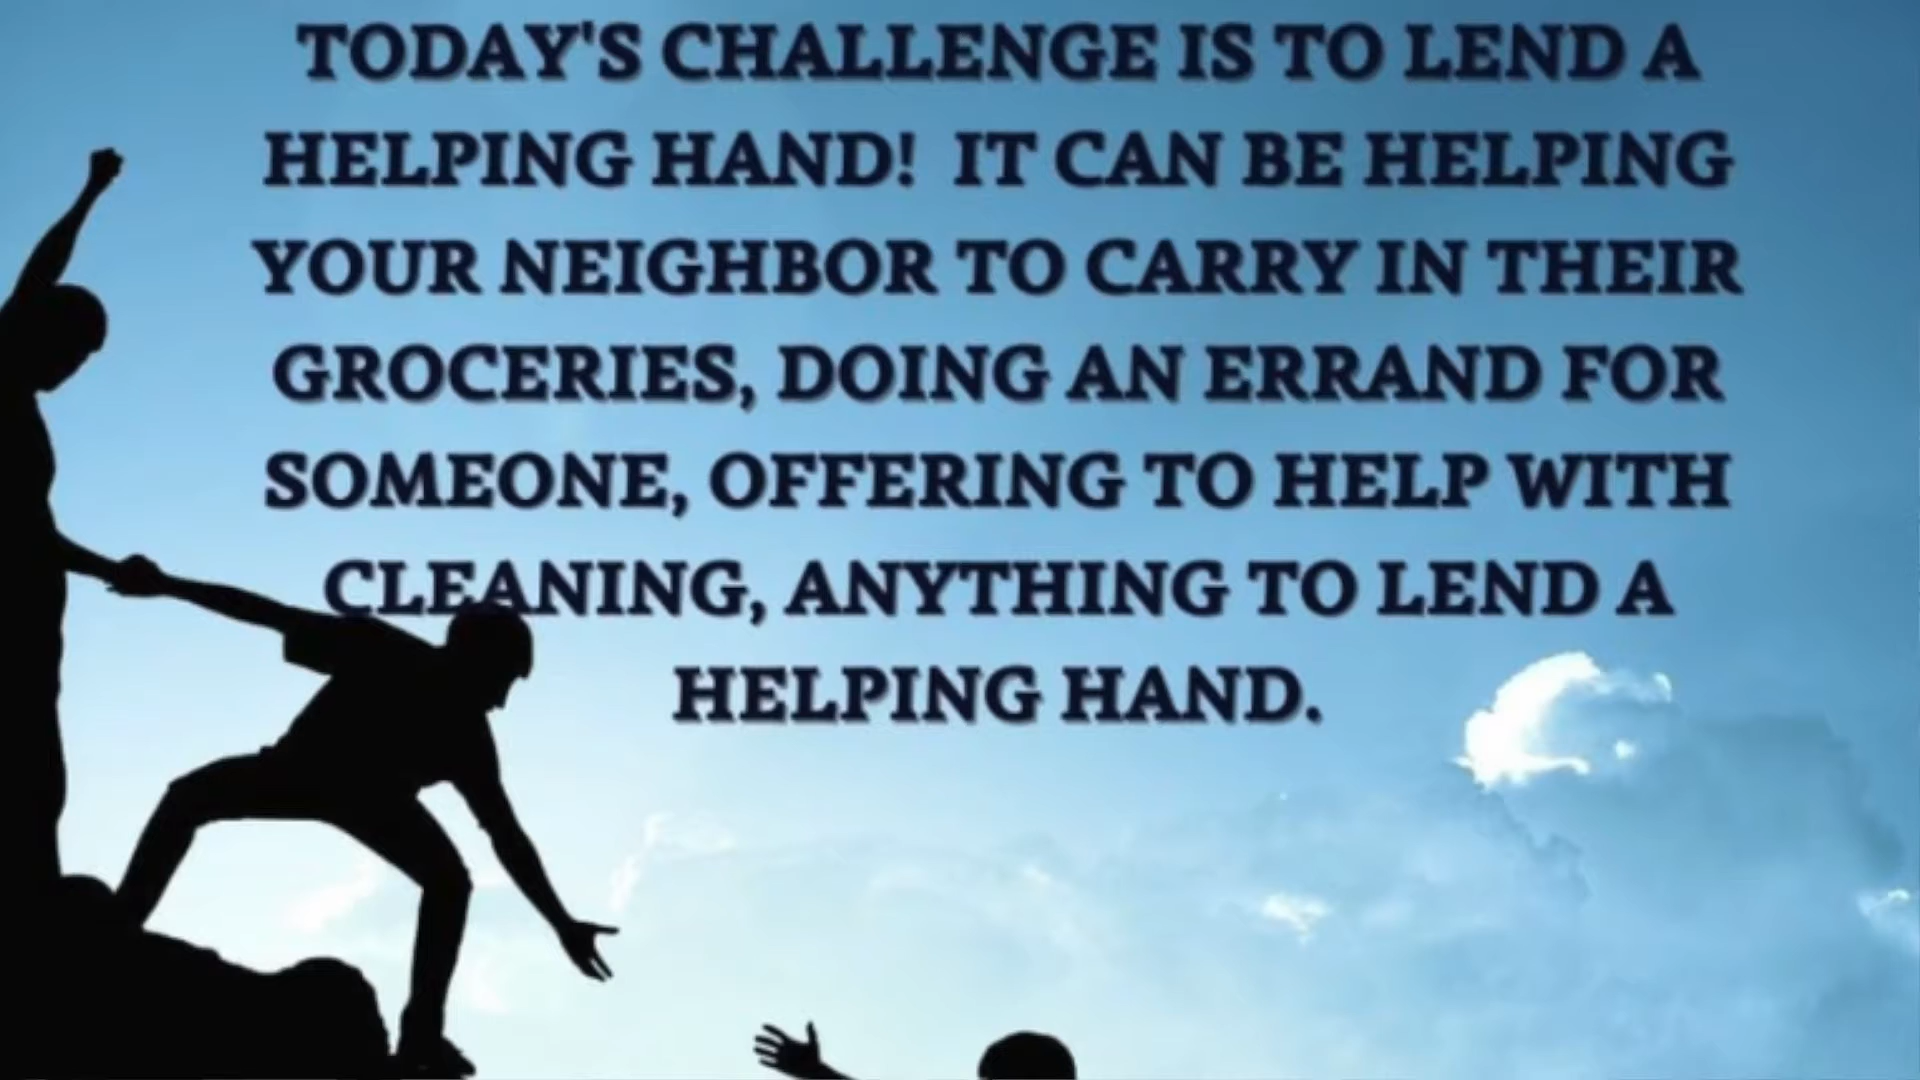 TODAY'S CHALLENGE IS TO LEND A
HELPING HAND! IT CAN BE HELPING
YOUR NEIGHBOR TO CARRY IN THEIR
GROCERIES, DOING AN ERRAND FOR
SOMEONE, OFFERING TO HELP WITH
CLEANING, ANYTHING TO LEND A
HELPING HAND.